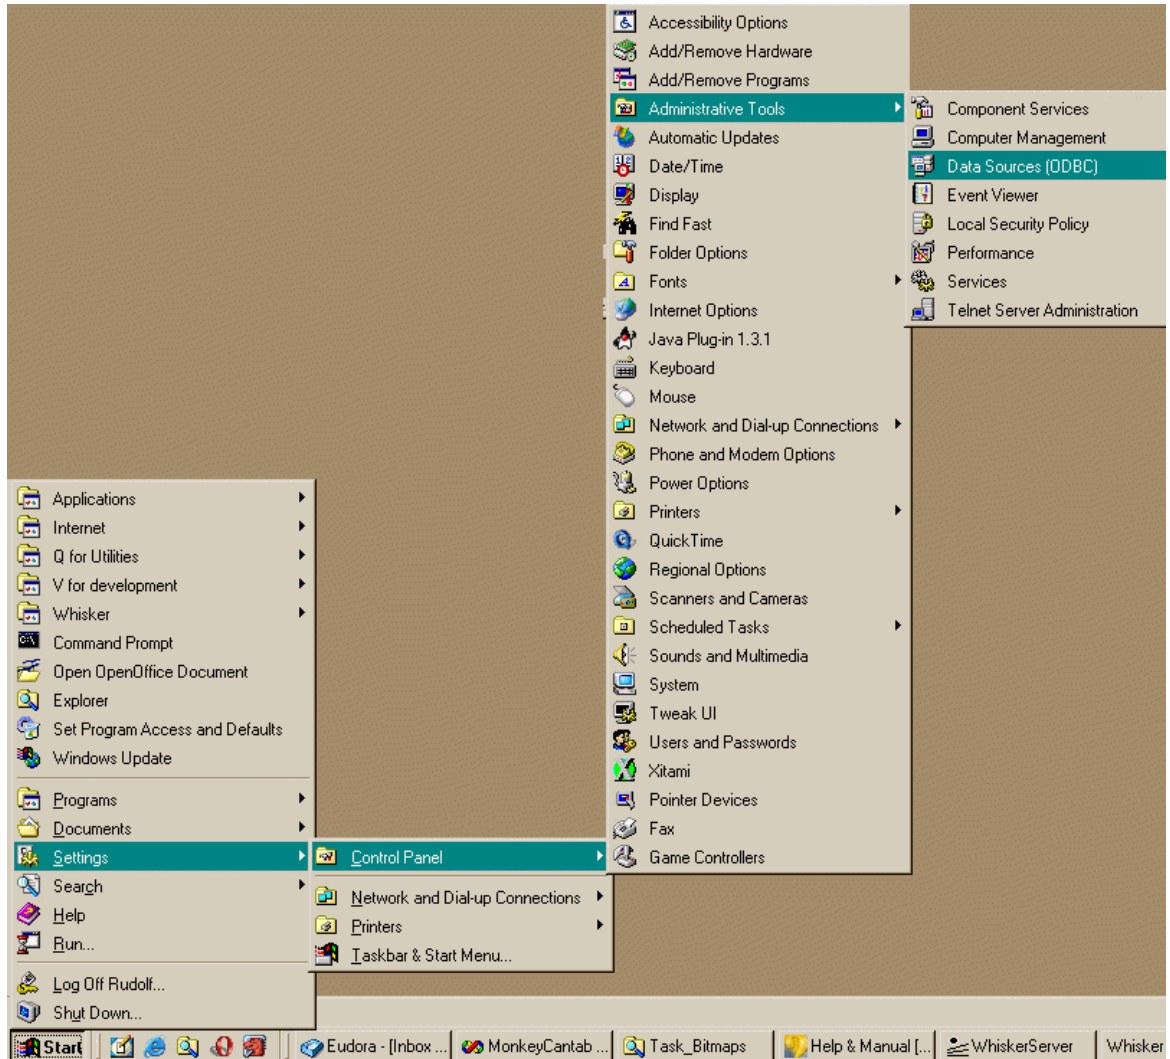 Accessibility Options
Add/Remove Hardware
Add/Remove Programs
Administrative Tools
Automatic Updates
Date/Time
Display
Find Fast
Folder Options
Fonts
Internet Options
Java Plug-in 1.3.1
Keyboard
Mouse
Network and Dial-up Connections
Phone and Modem Options
Power Options
Printers
QuickTime
Regional Options
Scanners and Cameras
Scheduled Tasks
Sounds and Multimedia
System
Tweak UI
Users and Passwords
Xitami
Pointer Devices
Fax
Game Controllers
Component Services
Computer Management
Data Sources (ODBC)
Event Viewer
Local Security Policy
Performance
Services
Telnet Server Administration
Applications
Internet
Q for Utilities
V for development
Whisker
Command Prompt
Open OpenOffice Document
Explorer
Set Program Access and Defaults
Windows Update
Programs
Documents
Settings
Search
Help
Run...
Log Off Rudolf...
Shut Down...
Control Panel
Network and Dial-up Connections
Printers
Taskbar & Start Menu...
Start
Eudora - [Inbox ...
MonkeyCantab ...
Task_Bitmaps
Help & Manual [...
WhiskerServer
Whisker